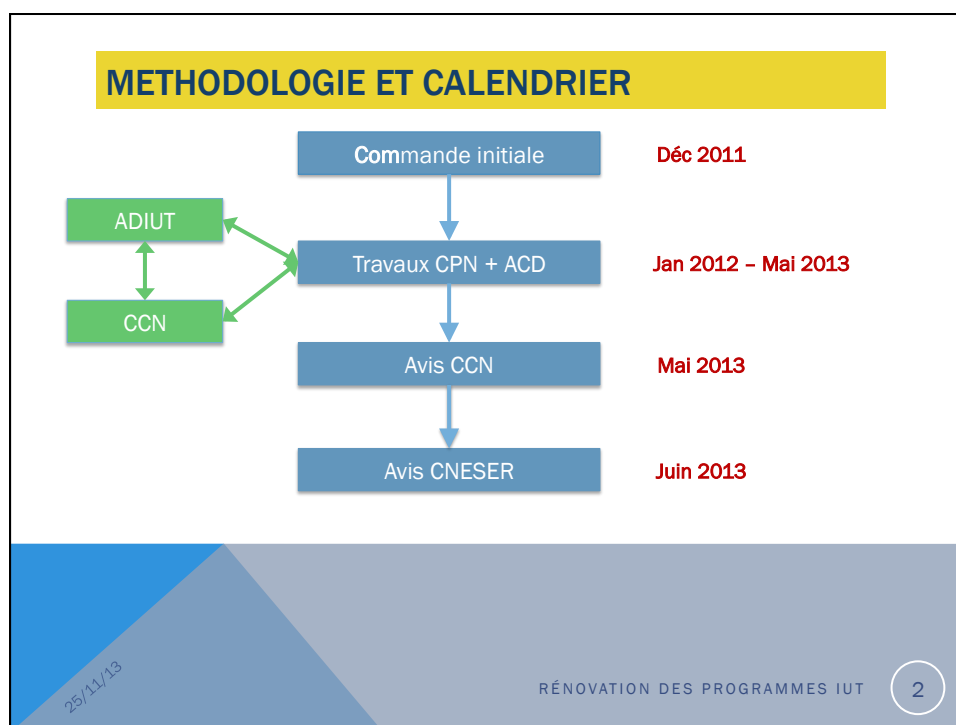 METHODOLOGIE ET CALENDRIER
Commande initiale
Déc 2011
ADIUT
Travaux CPN + ACD
Jan 2012 – Mai 2013
CCN
Avis CCN
Mai 2013
Avis CNESER
Juin 2013
25/11/13
RÉNOVATION DES PROGRAMMES IUT
2